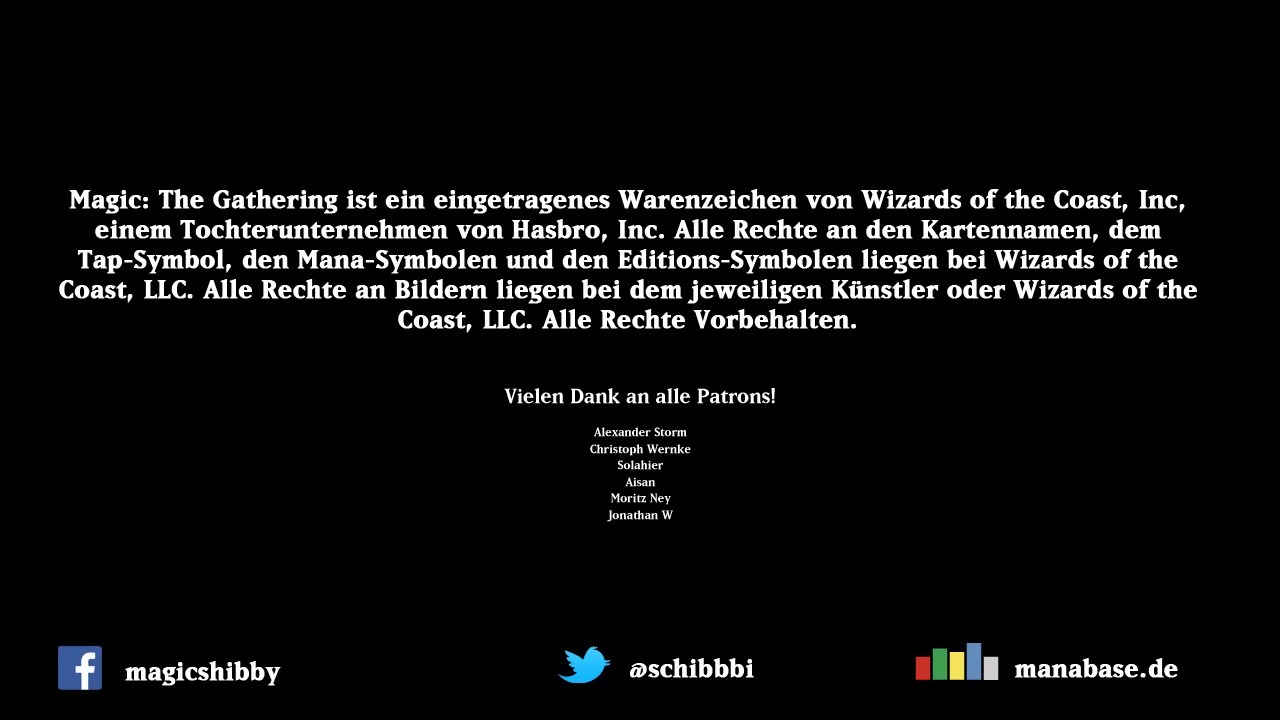 Magic: The Gathering ist ein eingetragenes Warenzeichen von Wizards of the Coast, Inc,
einem Tochterunternehmen von Hasbro, Inc. Alle Rechte an den Kartennamen, dem
Tap-Symbol, den Mana-Symbolen und den Editions-Symbolen liegen bei Wizards of the
Coast, LLC. Alle Rechte an Bildern liegen bei dem jeweiligen Künstler oder Wizards of the
Coast, LLC. Alle Rechte Vorbehalten.
Vielen Dank an alle Patrons!
Alexander Storm
Christoph Wernke
Solahier
Aisan
Moritz Ney
Jonathan W
magicshibby
@schibbbi
manabase.de